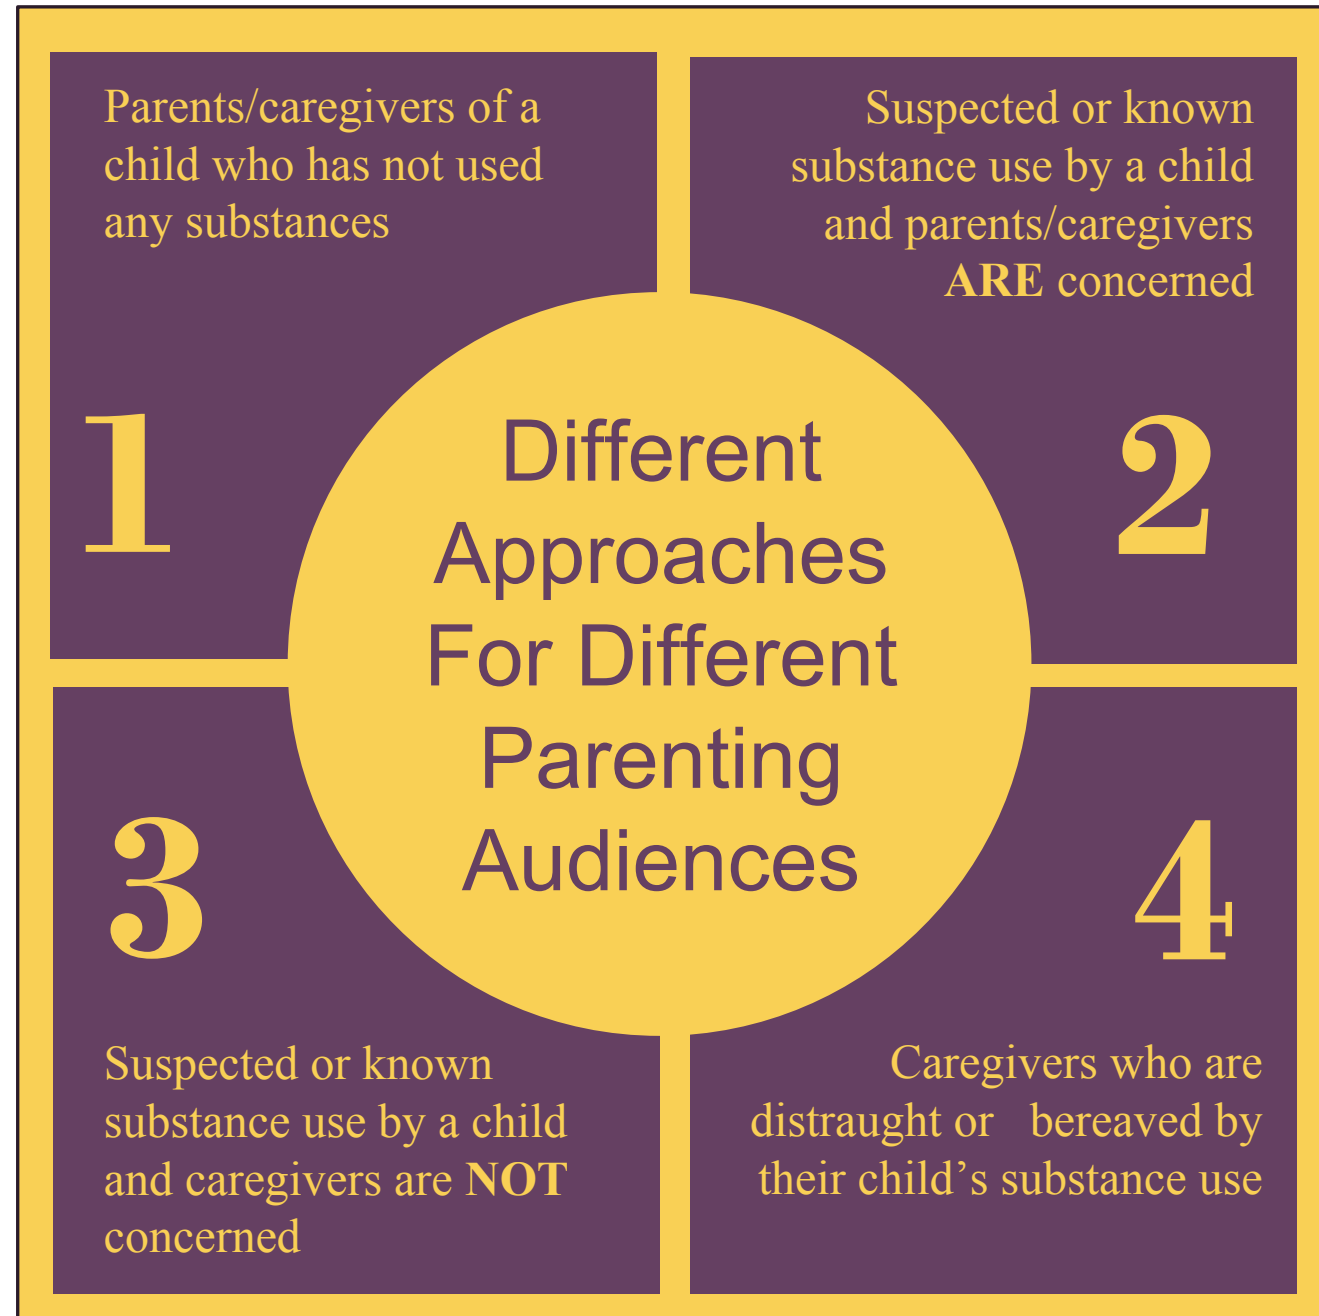 Parents/caregivers of a
child who has not used
any substances
1
Suspected or known
substance use by a child
and parents/caregivers
ARE concerned
2
Different
Approaches
For Different
Parenting
Audiences
3
Suspected or known
substance use by a child
and caregivers are NOT
concerned
4
Caregivers who are
distraught or   bereaved by
their child’s substance use